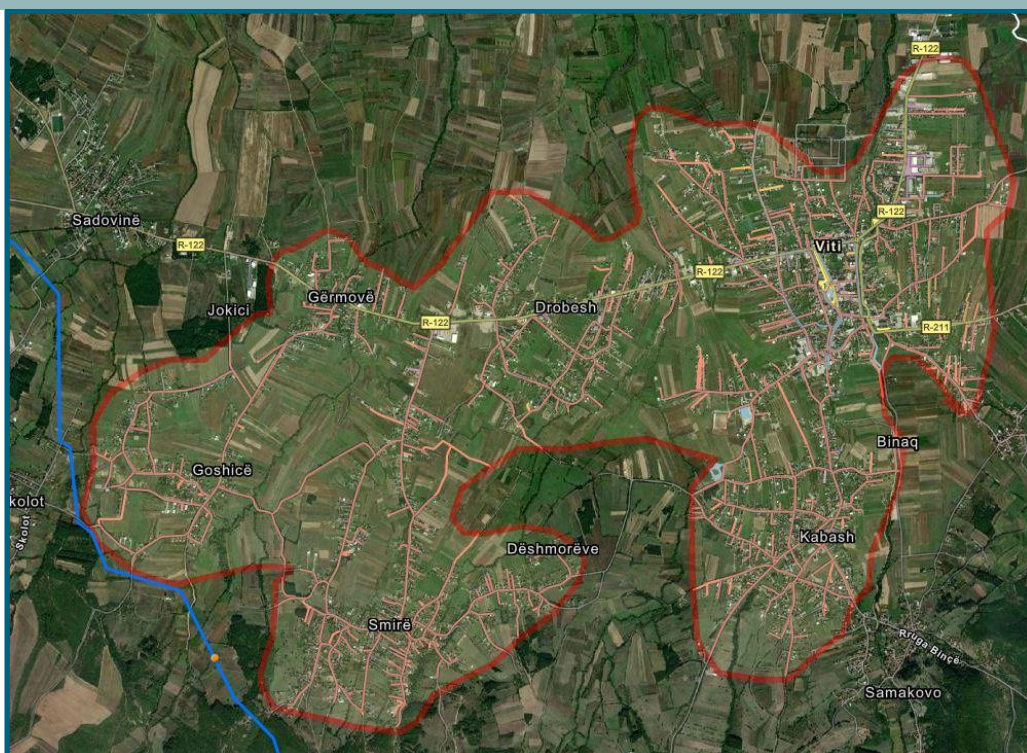 R-122
R-122
Sadovinë
R-122
Viti
R-122
Jokici
Gërmovë
Drobesh
R-122
R-211
Binaq
Goshicë
kolot
Skolot
Kabash
Dëshmorëve
Smirë
Rruga Binçë
Samakovo